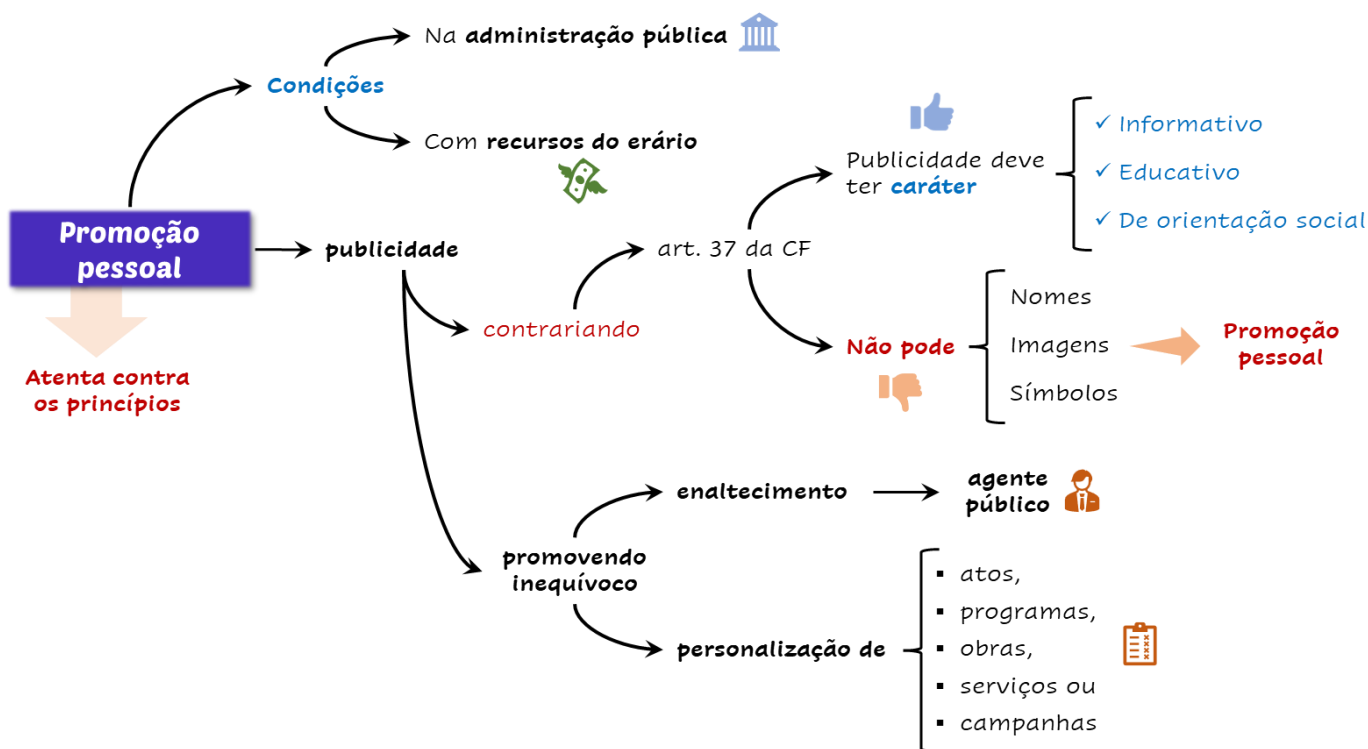 Na administração pública
Condições
Com recursos do erário
Promoção
pessoal
Atenta contra
os princípios
publicidade
contrariando
art. 37 da CF
Publicidade deve
ter caráter
✓ Informativo
✓ Educativo
✓ De orientação social
Não pode
Nomes
Imagens
Símbolos
Promoção
pessoal
promovendo
inequívoco
enaltecimento
agente
público
personalização de
▪ atos,
▪ programas,
▪ obras,
▪ serviços ou
▪ campanhas